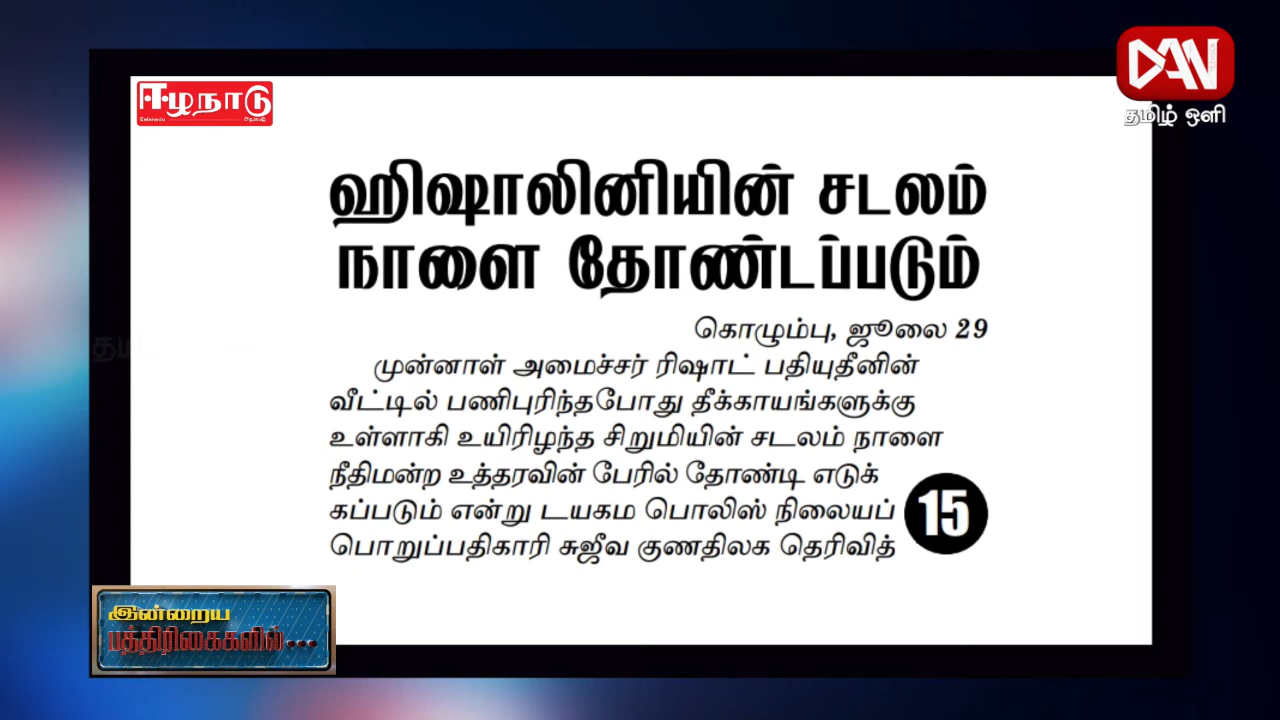 ஈழநாடு
DAN
தமிழ் ஒளி
ஹிஷாலினியின் சடலம்
நாளை தோண்டப்படும்
கொழும்பு, ஜூலை 29
முன்னாள் அமைச்சர் ரிஷாட் பதியுதீனின்
வீட்டில் பணிபுரிந்தபோது தீக்காயங்களுக்கு
உள்ளாகி உயிரிழந்த சிறுமியின் சடலம் நாளை
நீதிமன்ற உத்தரவின் பேரில் தோண்டி எடுக்
கப்படும் என்று டயகம பொலிஸ் நிலையப்
பொறுப்பதிகாரி சுஜீவ குணதிலக தெரிவித்
15
இன்றைய
பத்திரிகைகளில்...